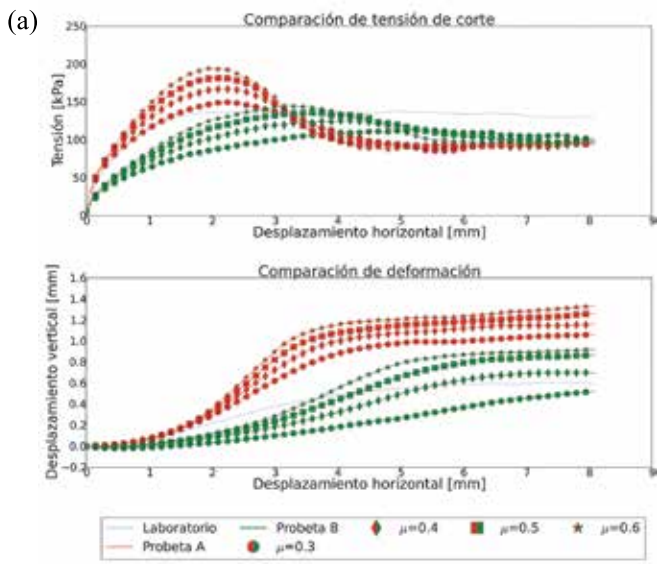 (a)
Comparación de tensión de corte
Tensión [kPa]
250
200
150
100
50
0
0 1 2 3 4 5 6 7 8 9
Desplazamiento horizontal [mm]
Comparación de deformación
Desplazamiento vertical [mm]
1.6
1.4
1.2
1.0
0.8
0.6
0.4
0.2
0.0
−0.2
0 1 2 3 4 5 6 7 8 9
Desplazamiento horizontal [mm]
Laboratorio Probeta B μ=0.4 μ=0.5 μ=0.6
Probeta A μ=0.3